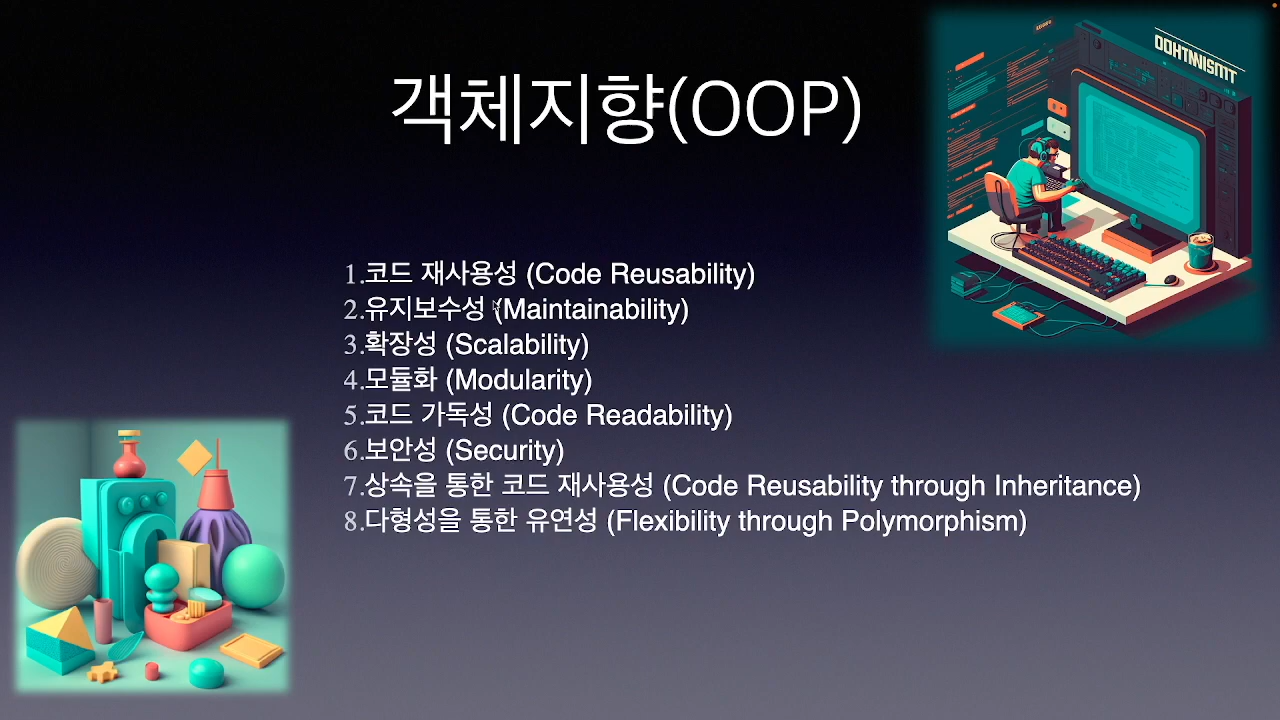 객체지향(OOP)
1.코드 재사용성 (Code Reusability)
2.유지보수성 (Maintainability)
3.확장성 (Scalability)
4.모듈화 (Modularity)
5.코드 가독성 (Code Readability)
6.보안성 (Security)
7.상속을 통한 코드 재사용성 (Code Reusability through Inheritance)
8.다형성을 통한 유연성 (Flexibility through Polymorphism)